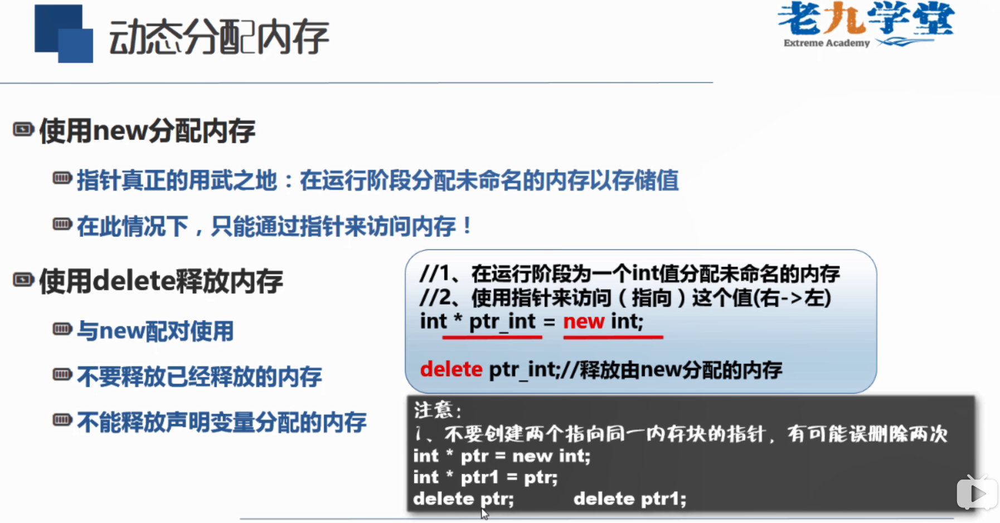 动态分配内存
老九学堂
Extreme Academy
使用new分配内存
指针真正的用武之地：在运行阶段分配未命名的内存以存储值
在此情况下，只能通过指针来访问内存！
使用delete释放内存
与new配对使用
不要释放已经释放的内存
不能释放声明变量分配的内存
//1、在运行阶段为一个int值分配未命名的内存
//2、使用指针来访问（指向）这个值(右->左)
int * ptr_int = new int;
delete ptr_int;//释放由new分配的内存
注意：
1、不要创建两个指向同一内存块的指针，有可能误删除两次
int * ptr = new int;
int * ptr1 = ptr;
delete ptr; delete ptr1;